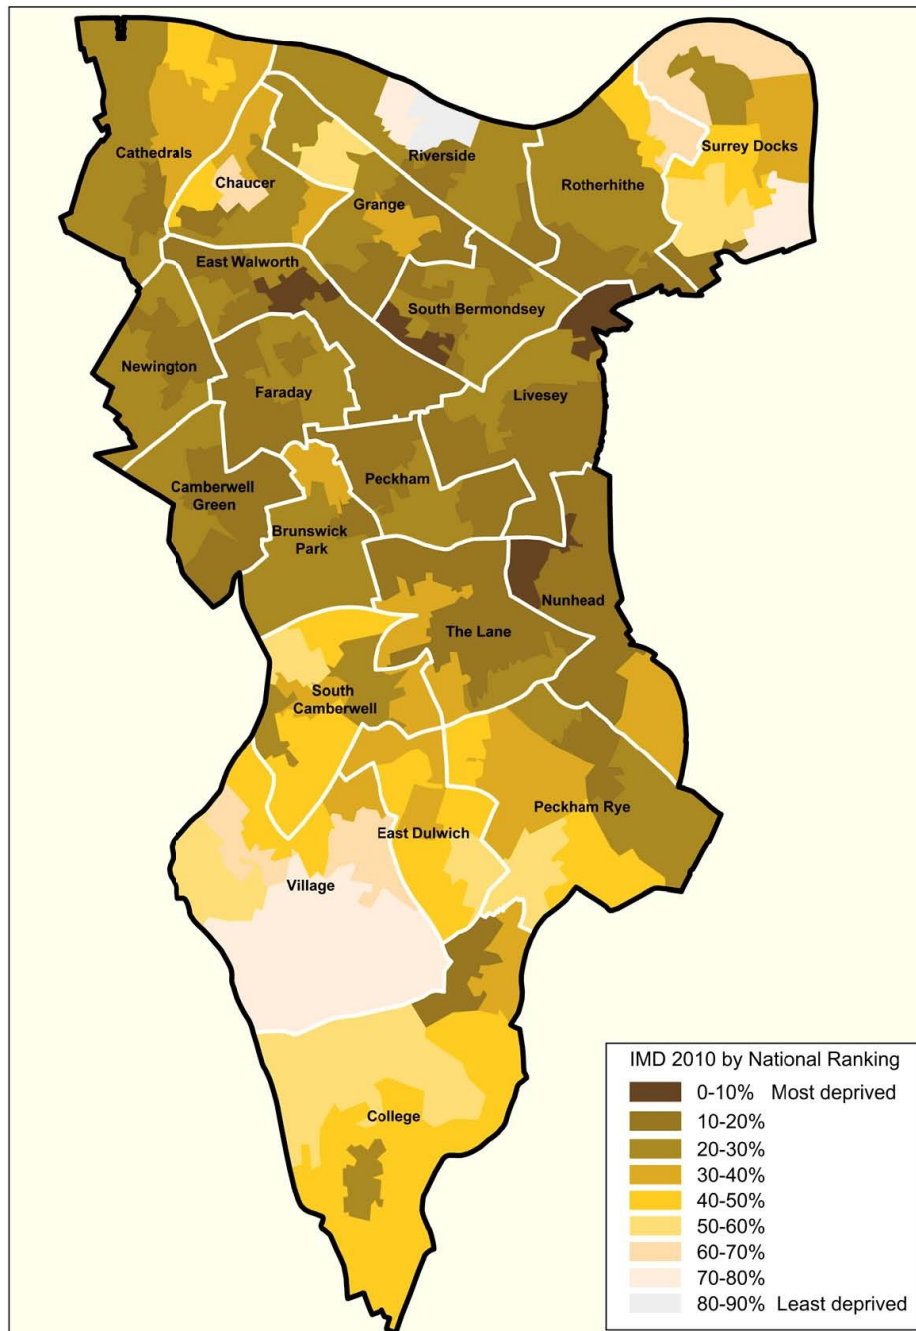 Cathedrals
Chaucer
Riverside
Grange
Rotherhithe
Surrey Docks
East Walworth
South Bermondsey
Newington
Faraday
Livesey
Camberwell
Green
Peckham
Brunswick
Park
Nunhead
The Lane
South
Camberwell
Peckham Rye
East Dulwich
Village
College
IMD 2010 by National Ranking
0-10% Most deprived
10-20%
20-30%
30-40%
40-50%
50-60%
60-70%
70-80%
80-90% Least deprived